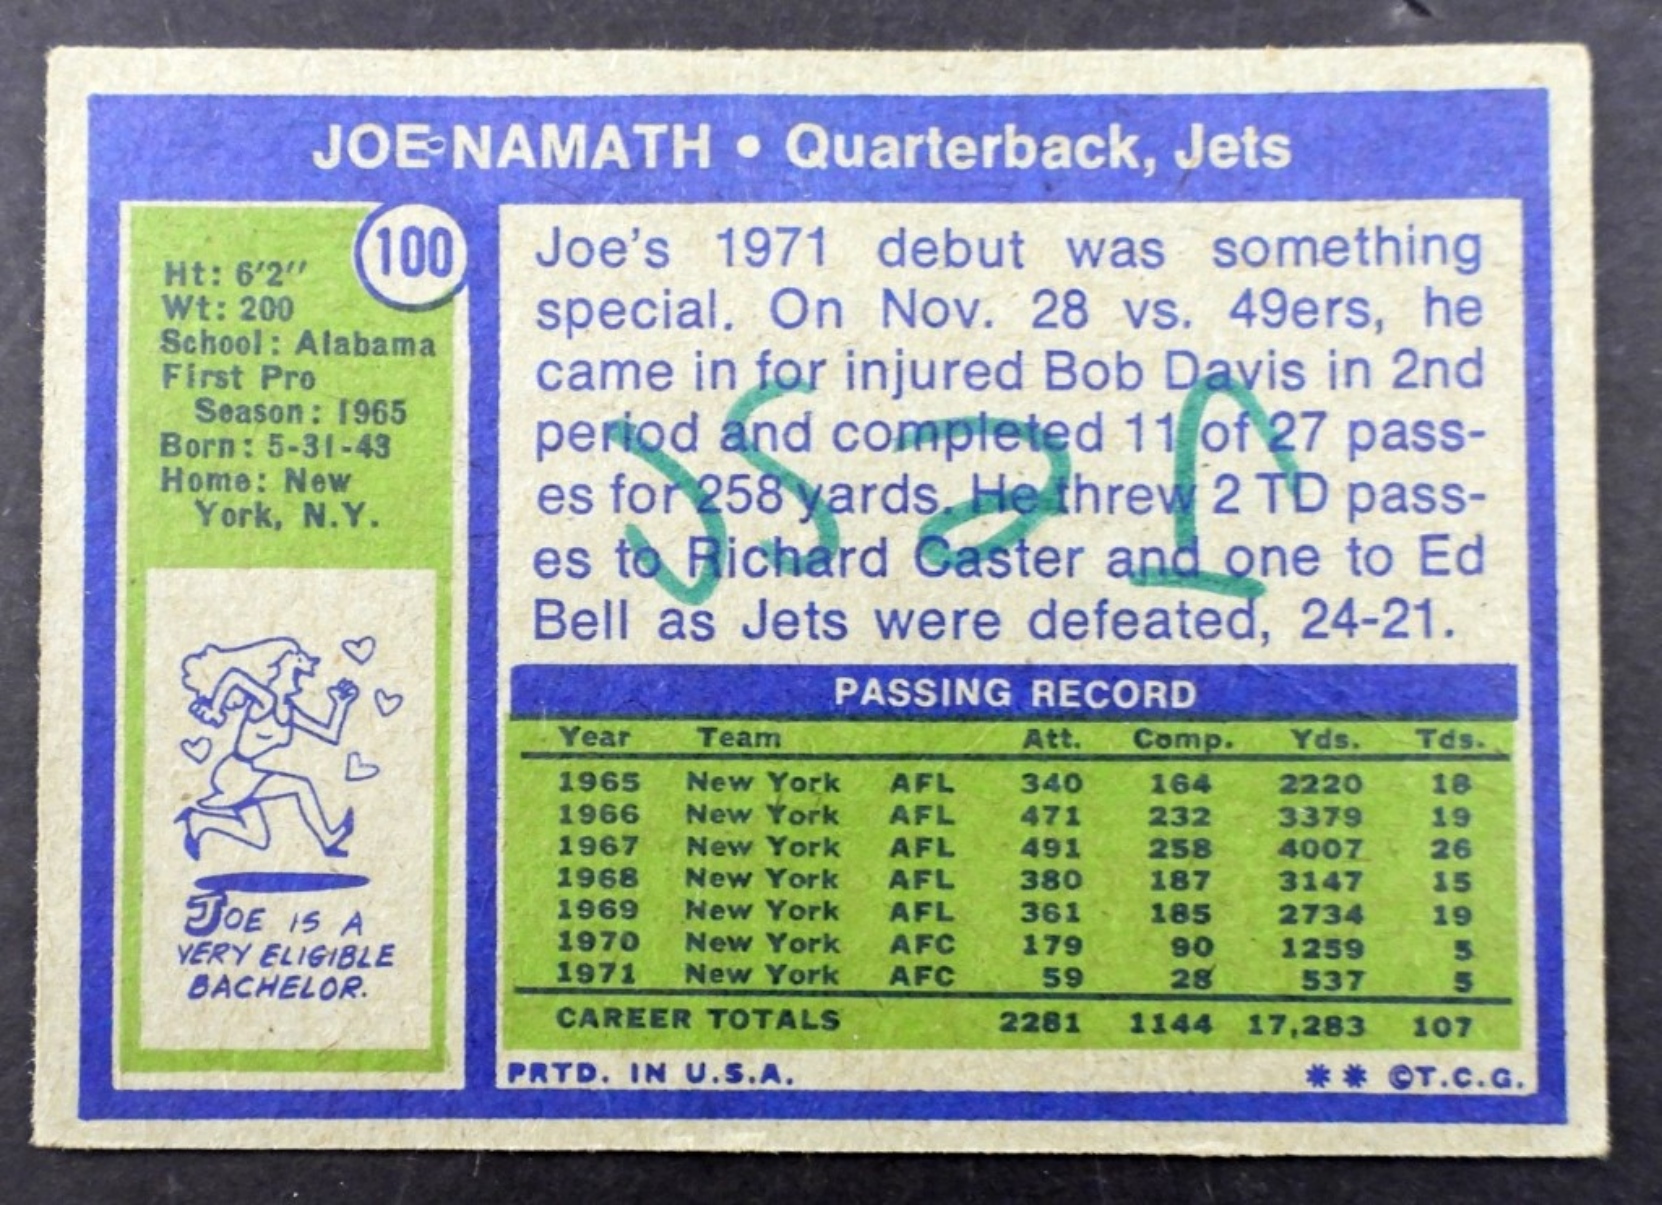 JOE NAMATH • Quarterback, Jets
100
Ht: 6'2"
Wt: 200
School: Alabama
First Pro
Season: 1965
Born: 5-31-43
Home: New
York, N.Y.
JOE IS A
VERY ELIGIBLE
BACHELOR.
Joe's 1971 debut was something
special. On Nov. 28 vs. 49ers, he
came in for injured Bob Davis in 2nd
period and completed 11 of 27 pass-
es for 258 yards. He threw 2 TD pass-
es to Richard Caster and one to Ed
Bell as Jets were defeated, 24-21.
PASSING RECORD
Year Team Att. Comp. Yds. Tds.
1965 New York AFL 340 164 2220 18
1966 New York AFL 471 232 3379 19
1967 New York AFL 491 258 4007 26
1968 New York AFL 380 187 3147 15
1969 New York AFL 361 185 2734 19
1970 New York AFC 179 90 1259 5
1971 New York AFC 59 28 537 5
CAREER TOTALS 2281 1144 17,283 107
PRTD. IN U.S.A. ** ©T.C.G.